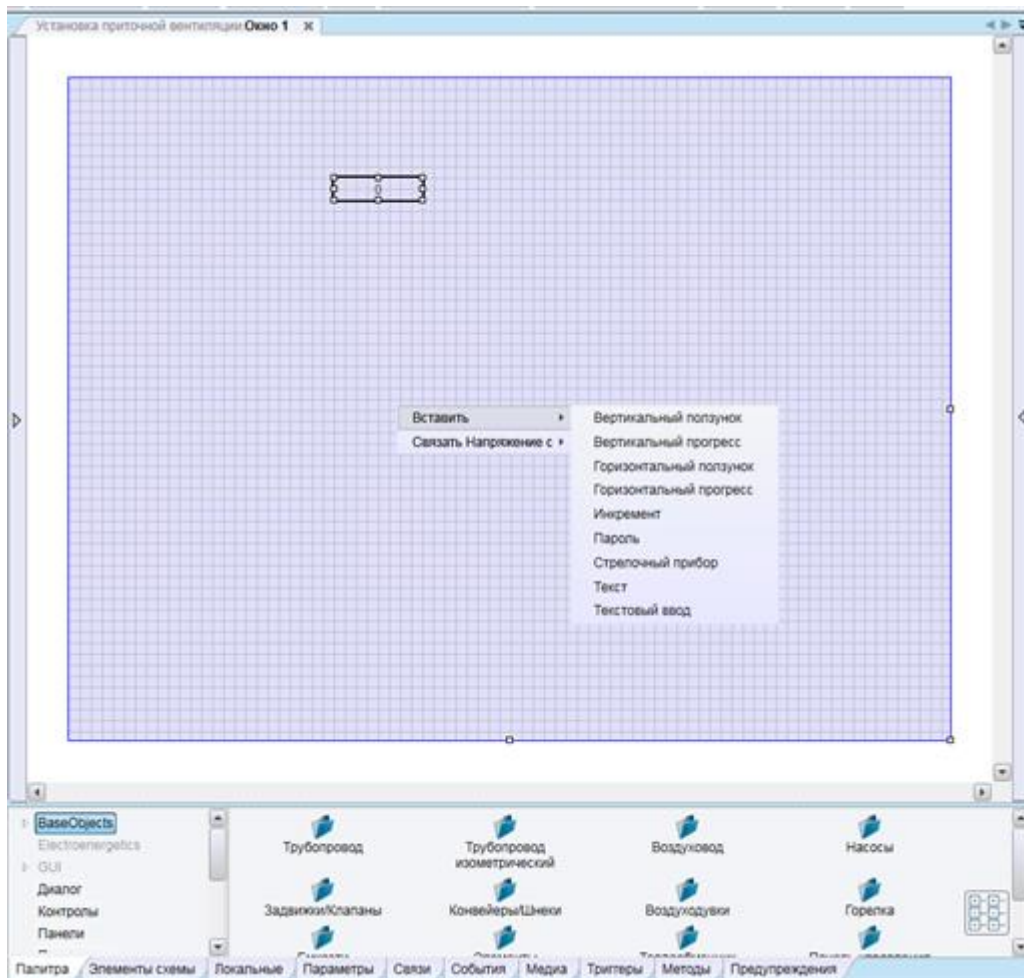 Установка приточной вентиляции:Окно 1
0
Вставить
Связать Напряжение с
Вертикальный ползунок
Вертикальный прогресс
Горизонтальный ползунок
Горизонтальный прогресс
Инкремент
Пароль
Стрелочный прибор
Текст
Текстовый ввод
BaseObjects
Electroenergetics
GUI
Диалог
Контролы
Панели
Трубопровод
Трубопровод изометрический
Воздуховод
Насосы
Задвижки/Клапаны
Конвейеры/Шнеки
Воздуходувки
Горелка
Палитра Элементы схемы Локальные Параметры Связи События Медиа Триггеры Методы Предупреждения